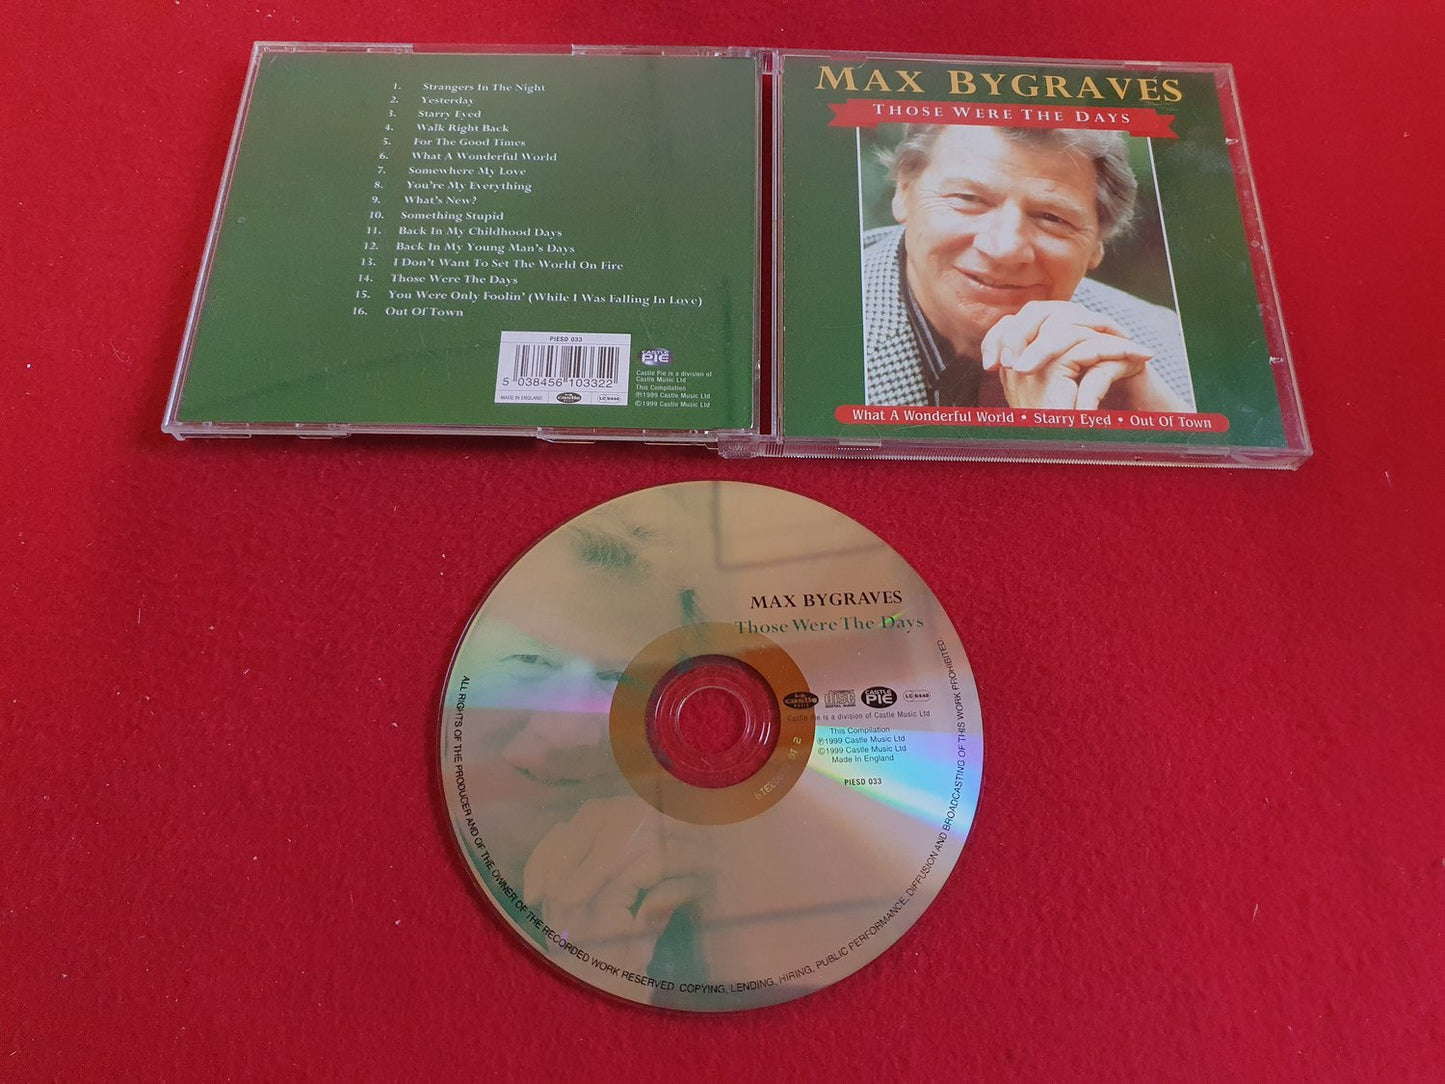 1. Strangers In The Night
2. Yesterday
3. Starry Eyed
4. Walk Right Back
5. For The Good Times
6. What A Wonderful World
7. Somewhere My Love
8. You're My Everything
9. What's New?
10. Something Stupid
11. Back In My Childhood Days
12. Back In My Young Man's Days
13. I Don't Want To Set The World On Fire
14. Those Were The Days
15. You Were Only Foolin' (While I Was Falling In Love)
16. Out Of Town
PIESD 033
5 038456 103322
MADE IN ENGLAND
Castle
LC 6448
CASTLE
PIE
Castle Pie is a division of
Castle Music Ltd
This Compilation
℗1999 Castle Music Ltd
©1999 Castle Music Ltd
MAX BYGRAVES
THOSE WERE THE DAYS
What A Wonderful World • Starry Eyed • Out Of Town
MAX BYGRAVES
Those Were The Days
castle
MUSIC
COMPACT
disc
DIGITAL AUDIO
CASTLE
PIE
LC 6448
Castle Pie is a division of Castle Music Ltd
This Compilation
℗1999 Castle Music Ltd
©1999 Castle Music Ltd
Made In England
PIESD 033
ALL RIGHTS OF THE PRODUCER AND OF THE OWNER OF THE RECORDED WORK RESERVED. COPYING, LENDING, HIRING, PUBLIC PERFORMANCE, DIFFUSION AND BROADCASTING OF THIS WORK PROHIBITED.